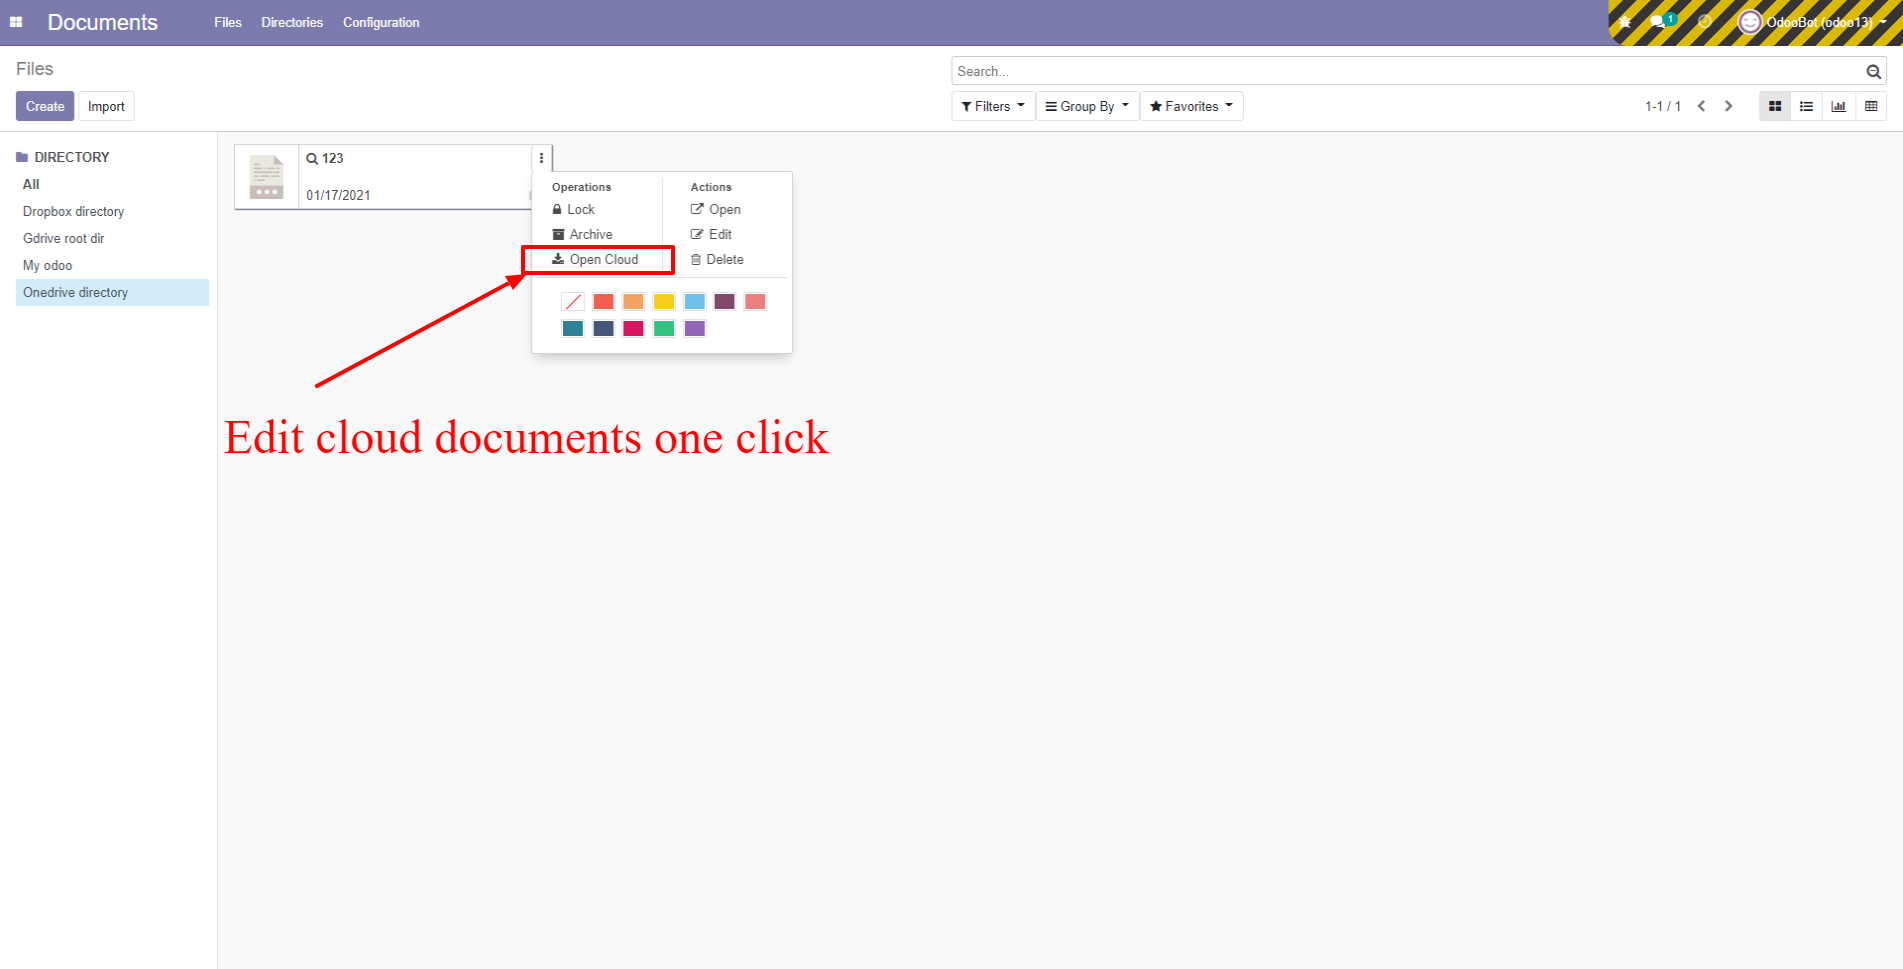 Documents Files Directories Configuration 1 OdooBot (odoo13)
Files
Search...
Create Import
Filters Group By Favorites 1-1 / 1
DIRECTORY
All
Dropbox directory
Gdrive root dir
My odoo
Onedrive directory
123
01/17/2021
Operations Actions
Lock Open
Archive Edit
Open Cloud Delete
Edit cloud documents one click